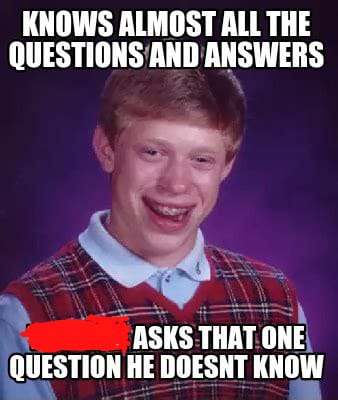 KNOWS ALMOST ALL THE
QUESTIONS AND ANSWERS
ASKS THAT ONE
QUESTION HE DOESNT KNOW